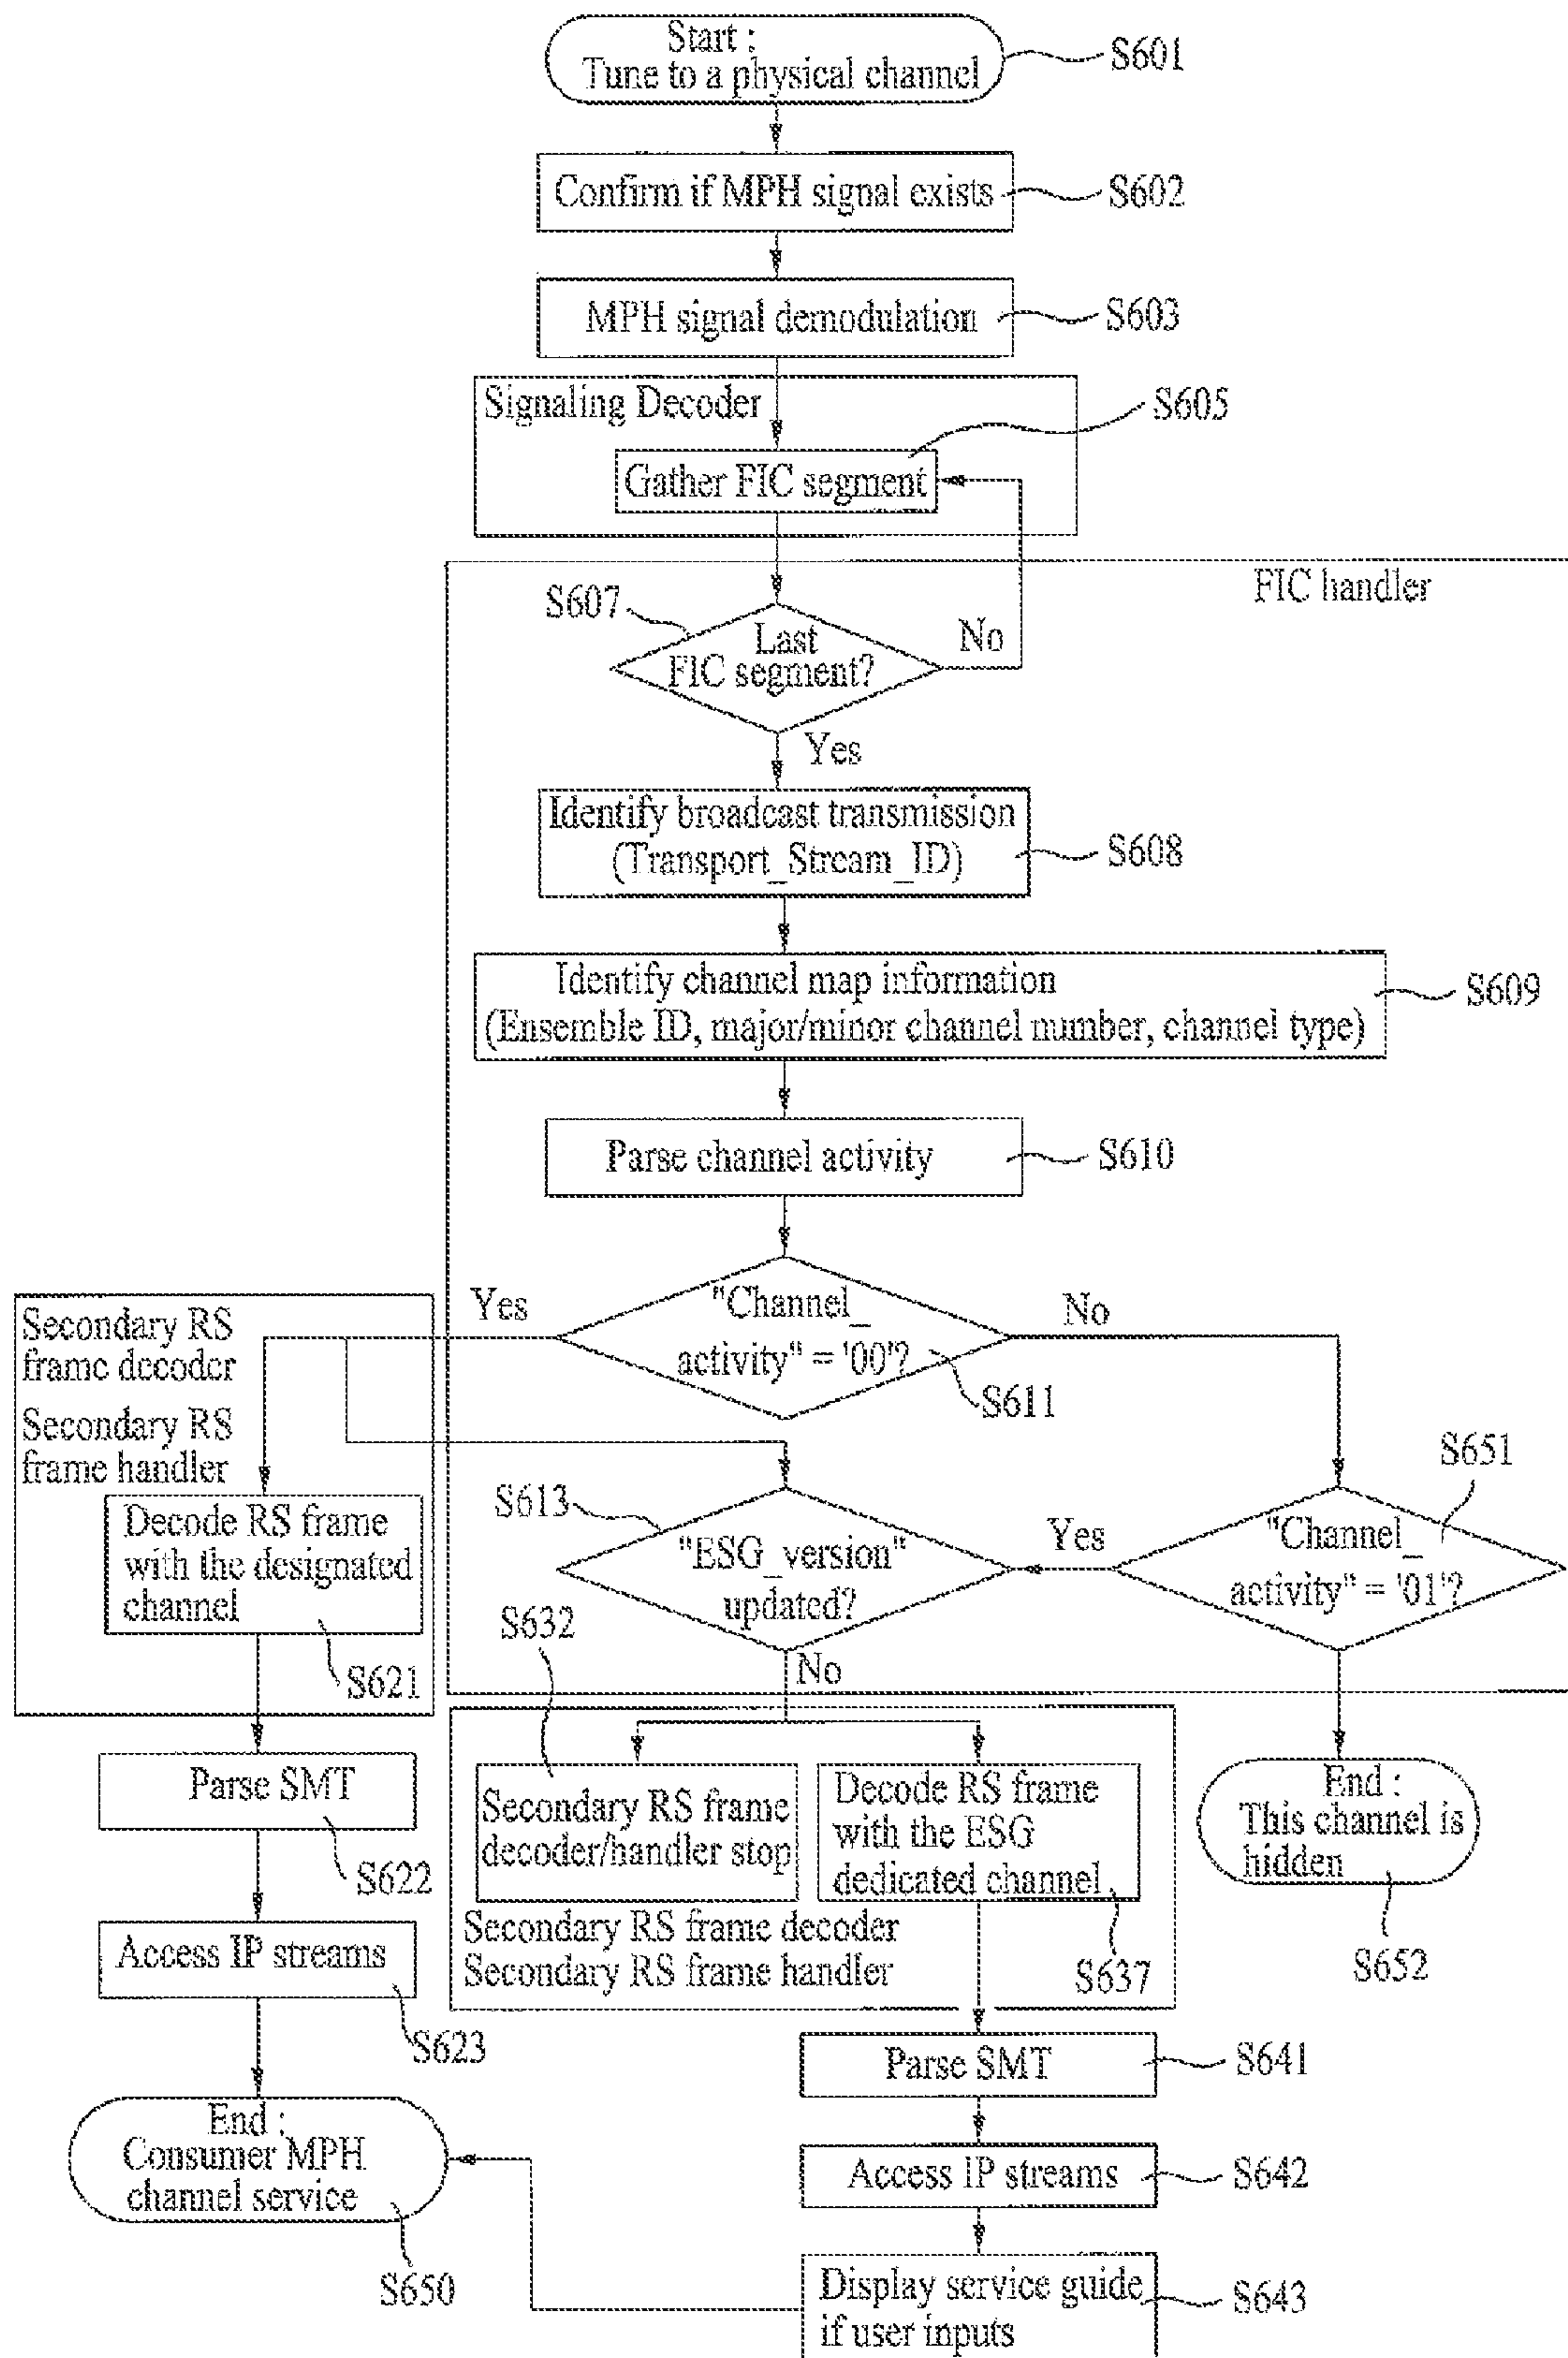 Start :
Tune to a physical channel
S601
Confirm if MPH signal exists
S602
MPH signal demodulation
S603
Signaling Decoder
S605
Gather FIC segment
FIC handler
S607
Last
FIC segment?
No
Yes
Identify broadcast transmission
(Transport_Stream_ID)
S608
Identify channel map information
(Ensemble ID, major/minor channel number, channel type)
S609
Parse channel activity
S610
Yes
"Channel_
activity" = '00'?
No
S611
Secondary RS
frame decoder
Secondary RS
frame handler
Decode RS frame
with the designated
channel
S621
S613
"ESG_version"
updated?
Yes
S651
"Channel_
activity" = '01'?
S632
No
Parse SMT
S622
Secondary RS frame
decoder/handler stop
Decode RS frame
with the ESG
dedicated channel
Secondary RS frame decoder
Secondary RS frame handler
S637
End :
This channel is
hidden
S652
Access IP streams
S623
Parse SMT
S641
End :
Consumer MPH
channel service
S650
Access IP streams
S642
Display service guide
if user inputs
S643